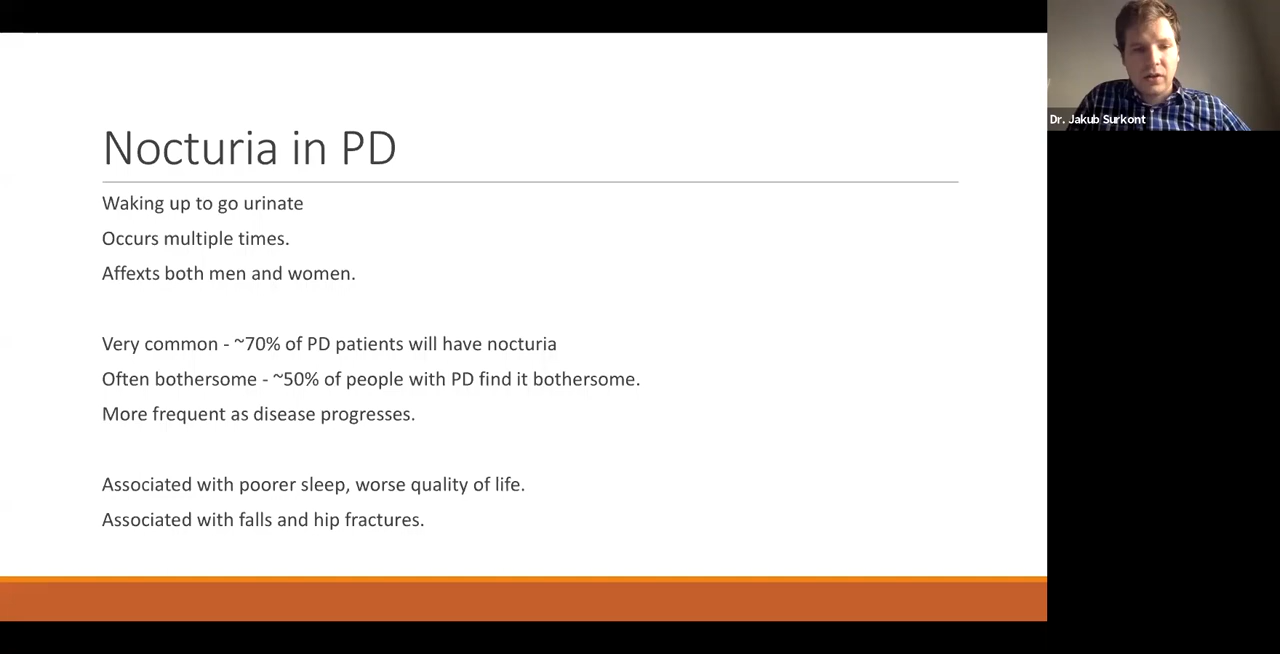 Nocturia in PD
Waking up to go urinate
Occurs multiple times.
Affexts both men and women.
Very common - ~70% of PD patients will have nocturia
Often bothersome - ~50% of people with PD find it bothersome.
More frequent as disease progresses.
Associated with poorer sleep, worse quality of life.
Associated with falls and hip fractures.
Dr. Jakub Surkont